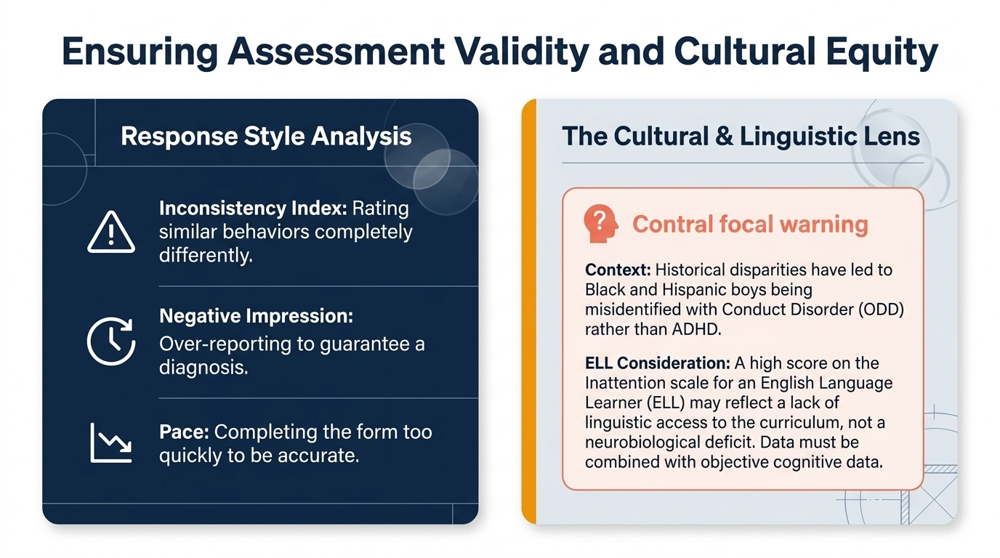 Ensuring Assessment Validity and Cultural Equity
Response Style Analysis
Inconsistency Index: Rating
similar behaviors completely
differently.
Negative Impression:
Over-reporting to guarantee a
diagnosis.
Pace: Completing the form too
quickly to be accurate.
The Cultural & Linguistic Lens
?
Contral focal warning
Context: Historical disparities have led to
Black and Hispanic boys being
misidentified with Conduct Disorder (ODD)
rather than ADHD.
ELL Consideration: A high score on the
Inattention scale for an English Language
Learner (ELL) may reflect a lack of
linguistic access to the curriculum, not a
neurobiological deficit. Data must be
combined with objective cognitive data.